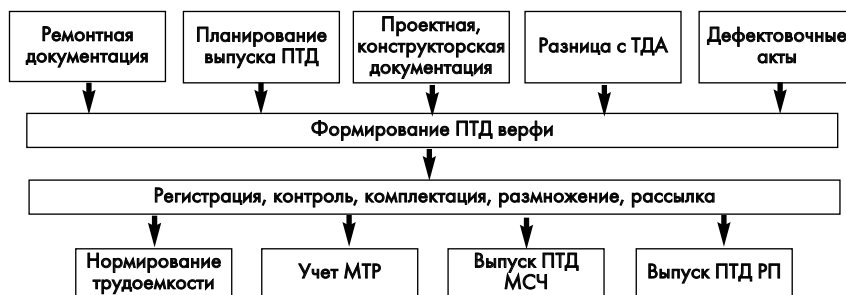 Ремонтная
документация
Планирование
выпуска ПТД
Проектная,
конструкторская
документация
Разница с ТДА
Дефектовочные
акты
Формирование ПТД верфи
Регистрация, контроль, комплектация, размножение, рассылка
Нормирование
трудоемкости
Учет МТР
Выпуск ПТД
МСЧ
Выпуск ПТД РП